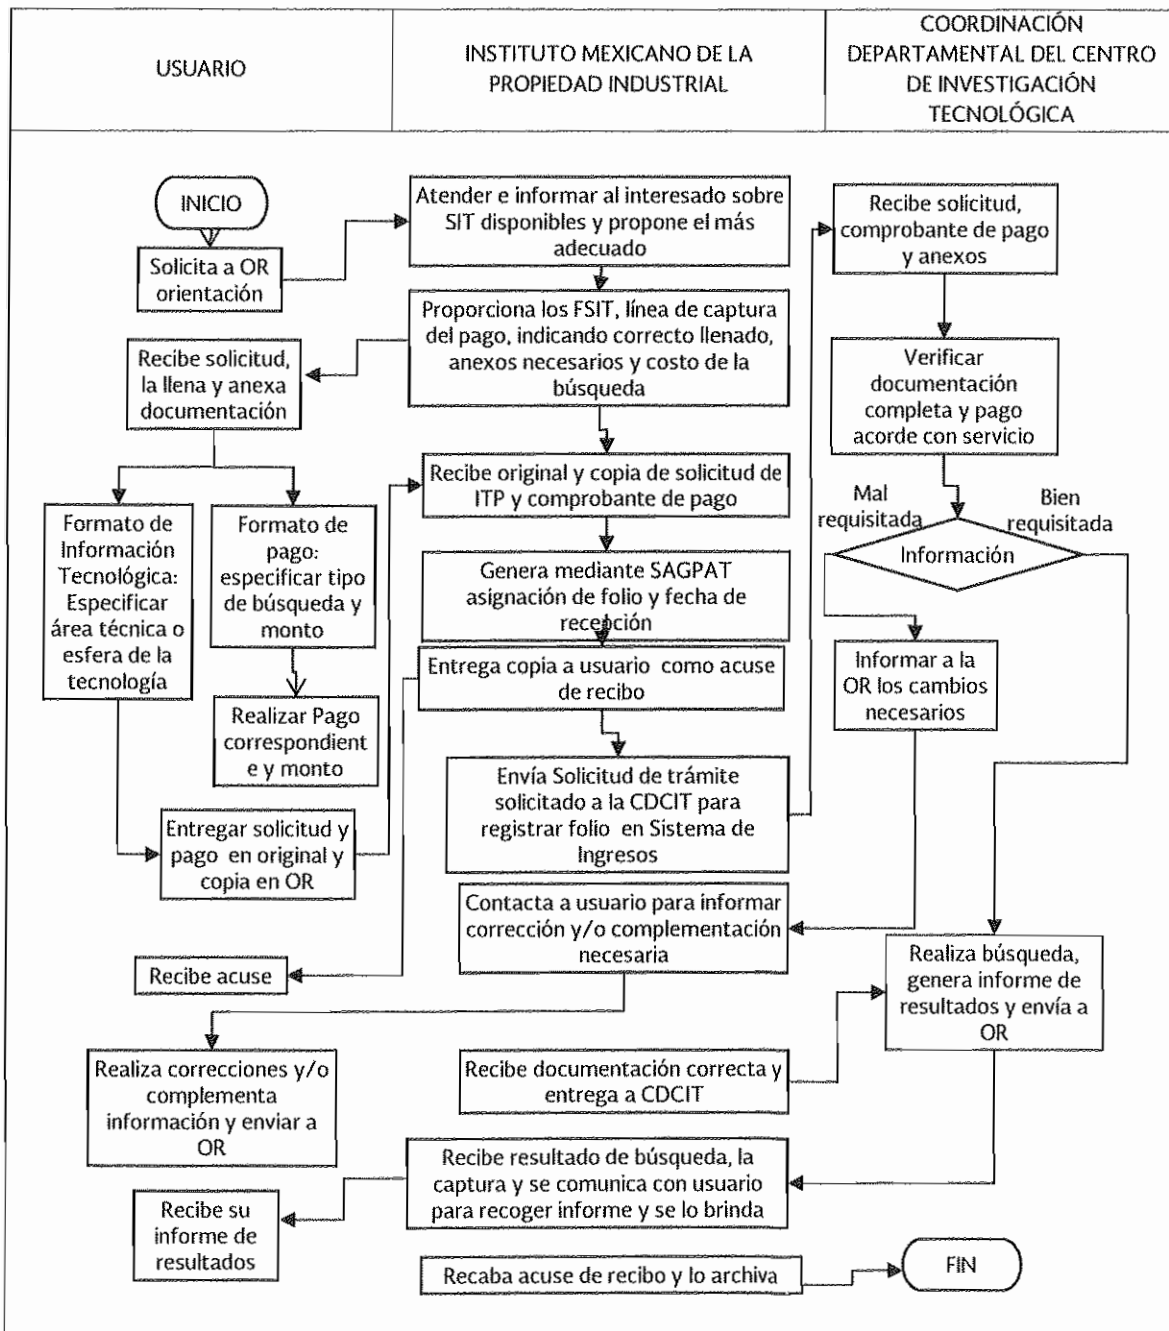 USUARIO
INSTITUTO MEXICANO DE LA
PROPIEDAD INDUSTRIAL
COORDINACIÓN
DEPARTAMENTAL DEL CENTRO
DE INVESTIGACIÓN
TECNOLÓGICA
INICIO
Solicita a OR
orientación
Atender e informar al interesado sobre
SIT disponibles y propone el más
adecuado
Recibe solicitud,
comprobante de pago
y anexos
Proporciona los FSIT, línea de captura
del pago, indicando correcto llenado,
anexos necesarios y costo de la
búsqueda
Recibe solicitud,
la llena y anexa
documentación
Verificar
documentación
completa y pago
acorde con servicio
Recibe original y copia de solicitud de
ITP y comprobante de pago
Mal
requisitada
Bien
requisitada
Información
Formato de
Información
Tecnológica:
Especificar
área técnica o
esfera de la
tecnología
Formato de
pago:
especificar tipo
de búsqueda y
monto
Genera mediante SAGPAT
asignación de folio y fecha de
recepción
Entrega copia a usuario como acuse
de recibo
Informar a la
OR los cambios
necesarios
Realizar Pago
correspondient
e y monto
Envía Solicitud de trámite
solicitado a la CDCIT para
registrar folio en Sistema de
Ingresos
Entregar solicitud y
pago en original y
copia en OR
Contacta a usuario para informar
corrección y/o complementación
necesaria
Recibe acuse
Realiza búsqueda,
genera informe de
resultados y envía a
OR
Realiza correcciones y/o
complementa
información y enviar a
OR
Recibe documentación correcta y
entrega a CDCIT
Recibe resultado de búsqueda, la
captura y se comunica con usuario
para recoger informe y se lo brinda
Recibe su
informe de
resultados
Recaba acuse de recibo y lo archiva
FIN